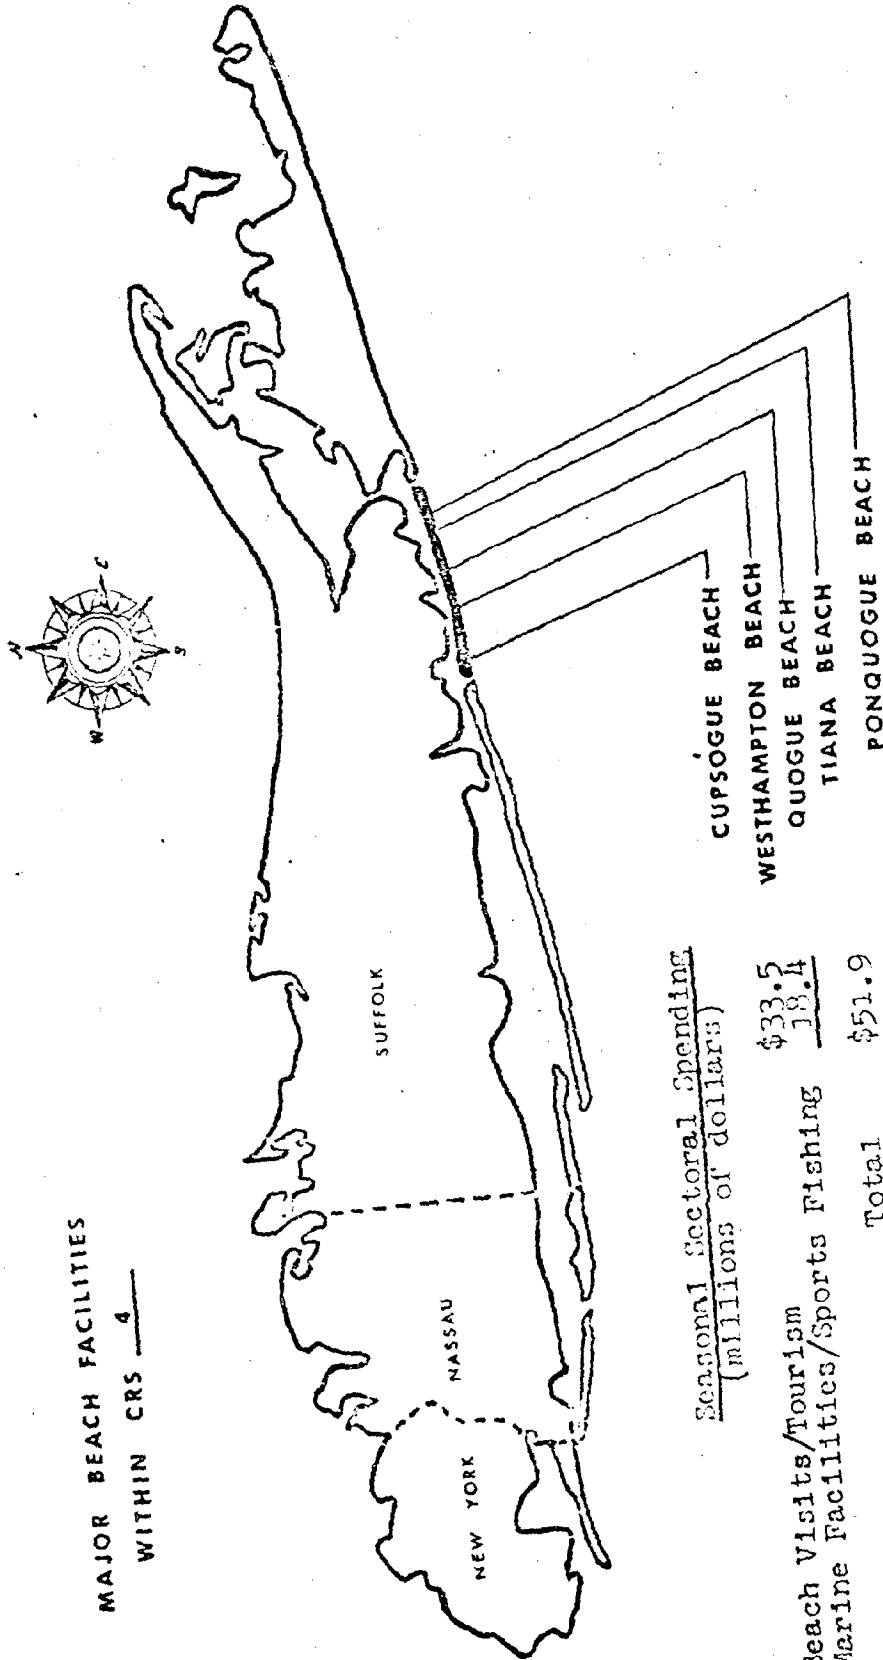 MAJOR BEACH FACILITIES
WITHIN CRS 4
N
W
S
SUFFOLK
NASSAU
NEW YORK
CUPSOGUE BEACH
WESTHAMPTON BEACH
QUOGUE BEACH
TIANA BEACH
PONQUOGUE BEACH
Seasonal Sectoral Spending
(millions of dollars)
Beach Visits/Tourism $33.5
Marine Facilities/Sports Fishing 18.4
Total $51.9